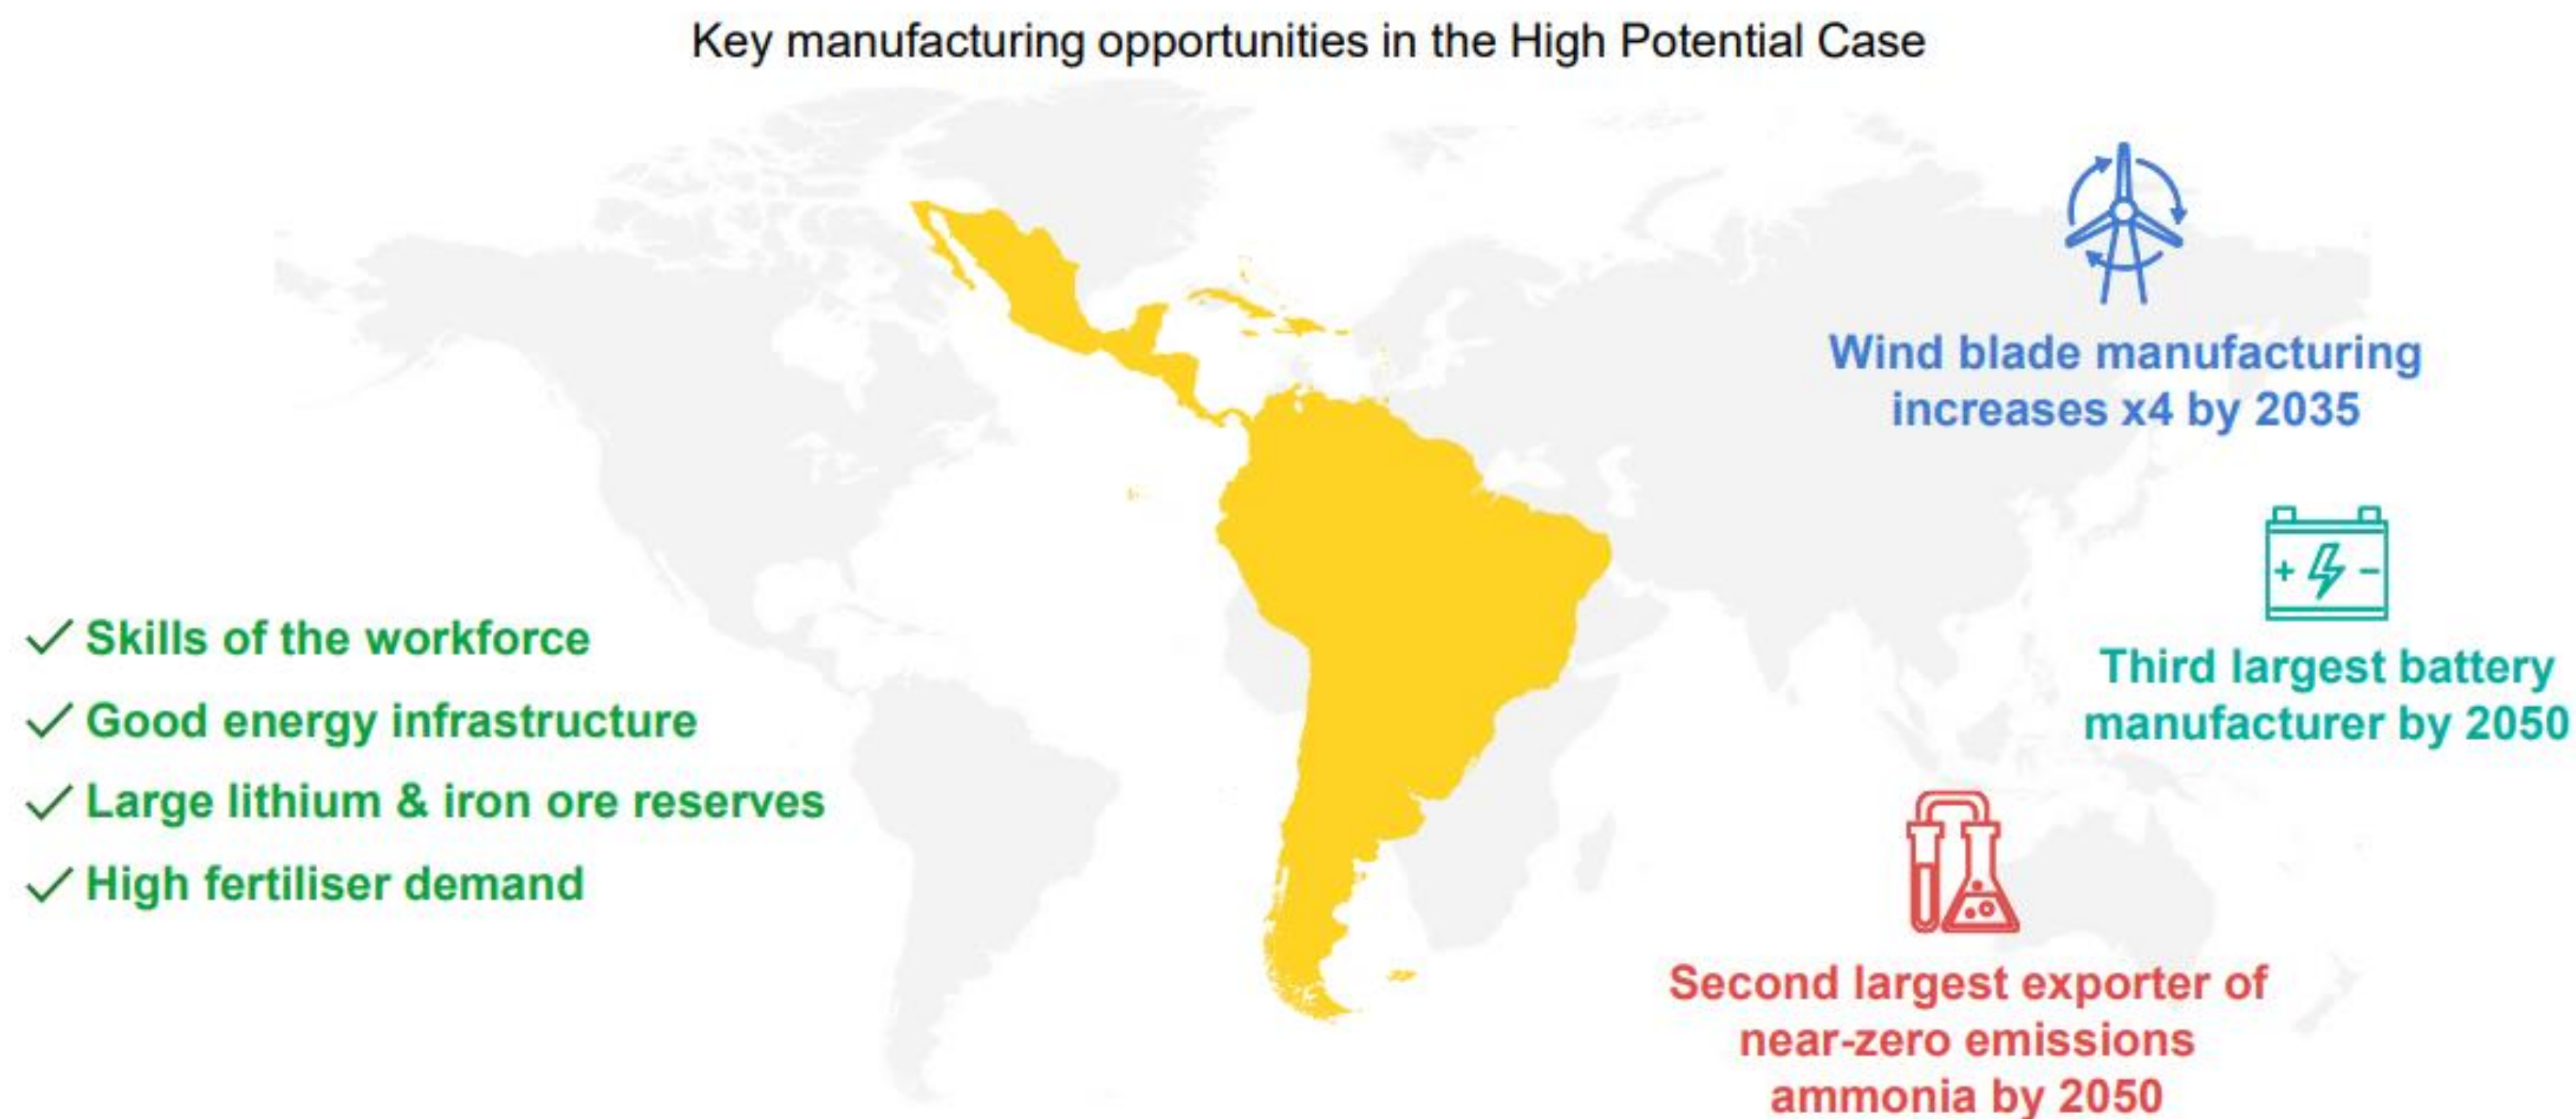 Key manufacturing opportunities in the High Potential Case
Wind blade manufacturing
increases x4 by 2035
Third largest battery
manufacturer by 2050
Skills of the workforce
Good energy infrastructure
Large lithium & iron ore reserves
High fertiliser demand
Second largest exporter of
near-zero emissions
ammonia by 2050